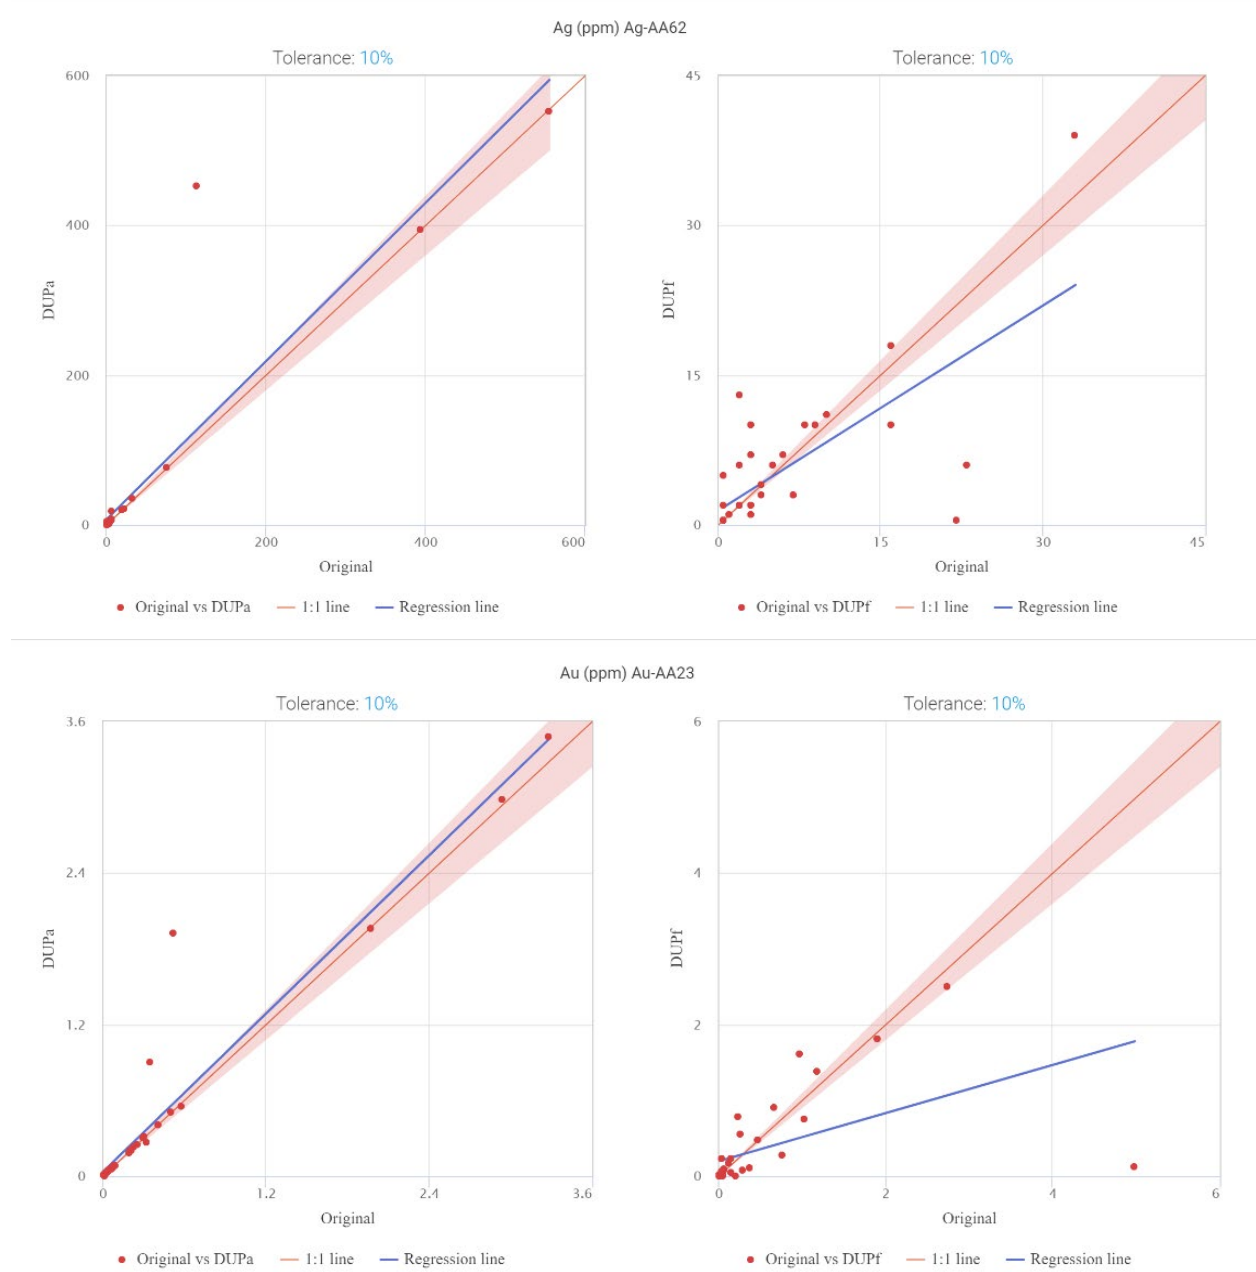 Ag (ppm) Ag-AA62
Tolerance: 10%
600
400
200
0
DUPa
0 200 400 600
Original
Original vs DUPa 1:1 line Regression line
Tolerance: 10%
45
30
15
0
DUPf
0 15 30 45
Original
Original vs DUPf 1:1 line Regression line
Au (ppm) Au-AA23
Tolerance: 10%
3.6
2.4
1.2
0
DUPa
0 1.2 2.4 3.6
Original
Original vs DUPa 1:1 line Regression line
Tolerance: 10%
6
4
2
0
DUPf
0 2 4 6
Original
Original vs DUPf 1:1 line Regression line